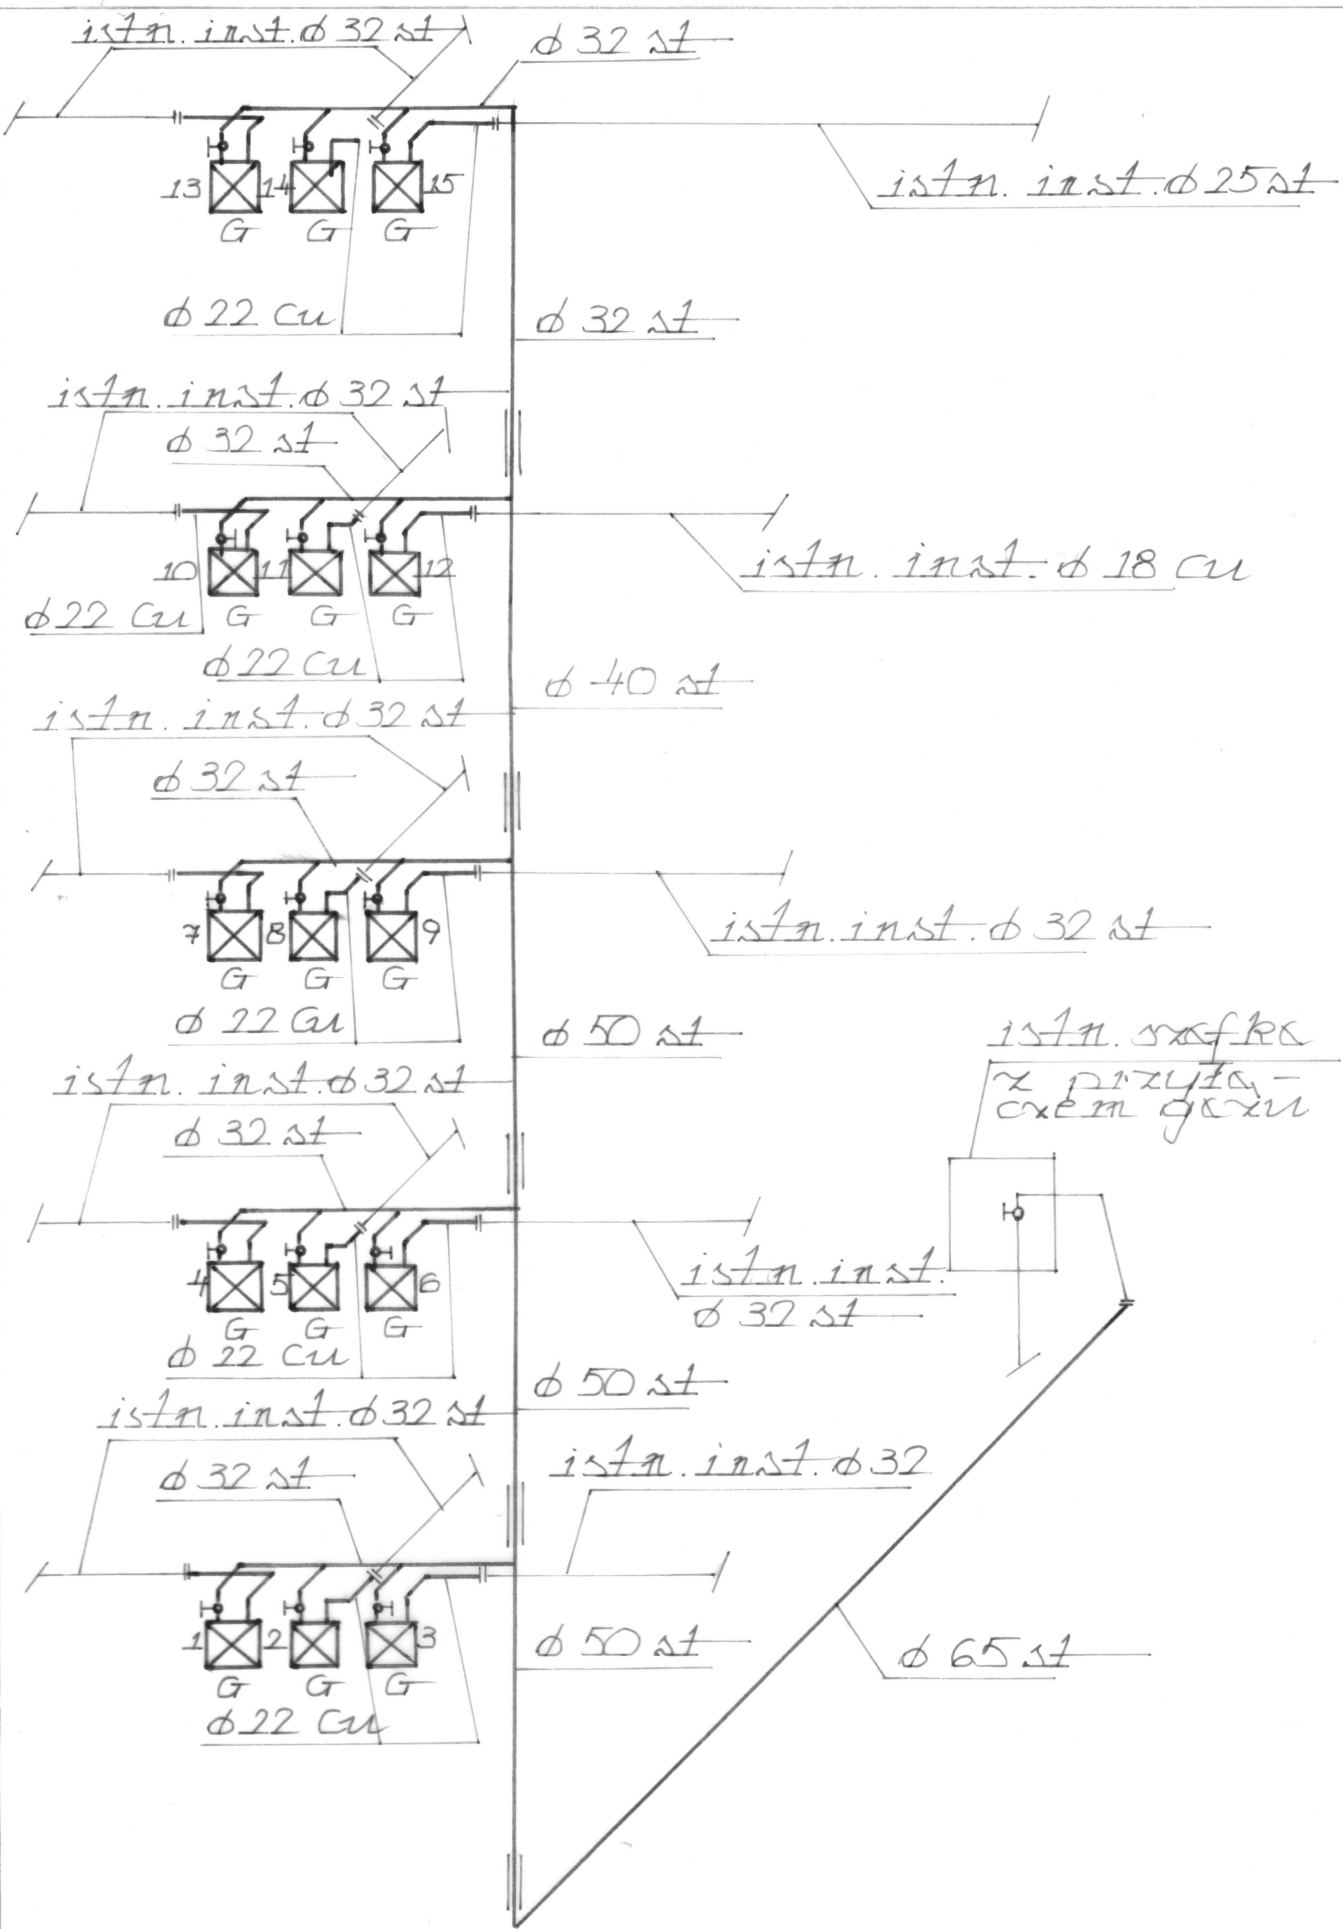 istn. inst. ϕ 32 st
ϕ 32 st
istn. inst. ϕ 25 st
13
14
15
G
G
G
ϕ 22 Cu
ϕ 32 st
istn. inst. ϕ 32 st
ϕ 32 st
istn. inst. ϕ 18 Cu
10
11
12
G
G
G
ϕ 22 Cu
ϕ 22 Cu
ϕ 40 st
istn. inst. ϕ 32 st
ϕ 32 st
istn. inst. ϕ 32 st
7
8
9
G
G
G
ϕ 22 Cu
ϕ 50 st
istn. szafka
z przyłą-
czem gazu
istn. inst. ϕ 32 st
ϕ 32 st
4
5
6
G
G
G
istn. inst.
ϕ 32 st
ϕ 22 Cu
ϕ 50 st
istn. inst. ϕ 32 st
ϕ 32 st
istn. inst. ϕ 32
1
2
3
G
G
G
ϕ 22 Cu
ϕ 50 st
ϕ 65 st